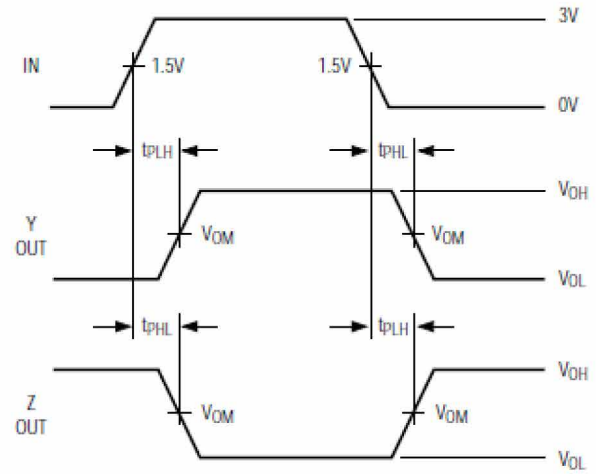 3V
IN
1.5V
1.5V
0V
tPLH
tPHL
VOH
Y
OUT
VOM
VOM
VOL
tPHL
tPLH
VOH
Z
OUT
VOM
VOM
VOL